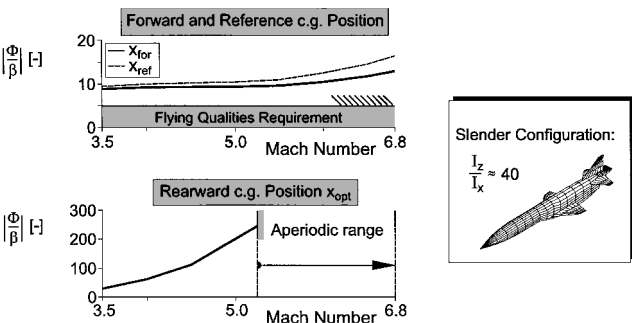 Forward and Reference c.g. Position
|Φ/β| [-]
20
10
0
x_for
x_ref
Flying Qualities Requirement
3.5 5.0 6.8
Mach Number
Rearward c.g. Position x_opt
|Φ/β| [-]
300
200
100
0
Aperiodic range
3.5 5.0 6.8
Mach Number
Slender Configuration:
I_z/I_x ≈ 40